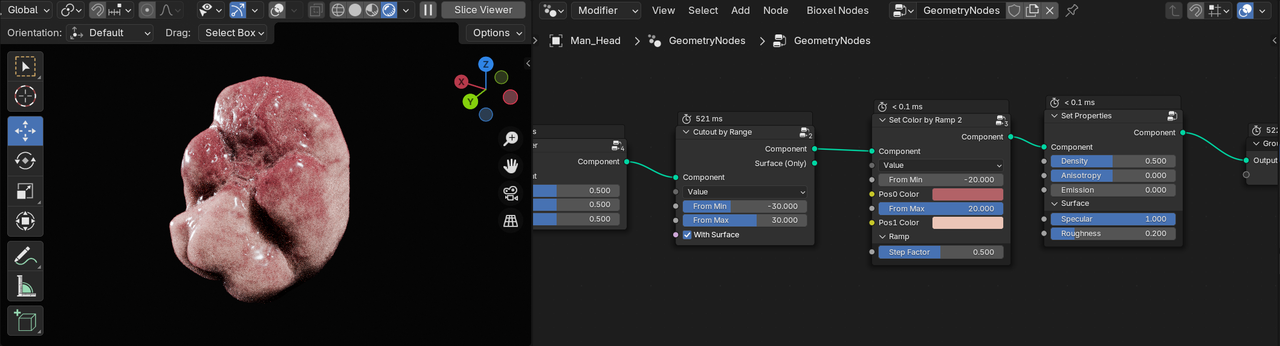 Global
Slice Viewer
Modifier
View
Select
Add
Node
Bioxel Nodes
GeometryNodes
Orientation:
Default
Drag:
Select Box
Options
Man_Head
GeometryNodes
GeometryNodes
Z
X
Y
Component
0.500
0.500
0.500
521 ms
Cutout by Range
2
Component
Surface (Only)
Component
Value
From Min
-30.000
From Max
30.000
With Surface
< 0.1 ms
Set Color by Ramp 2
Component
Component
Value
From Min
-20.000
Pos0 Color
From Max
20.000
Pos1 Color
Ramp
Step Factor
0.500
< 0.1 ms
Set Properties
Component
Component
Density
0.500
Anisotropy
0.000
Emission
0.000
Surface
Specular
1.000
Roughness
0.200
Output